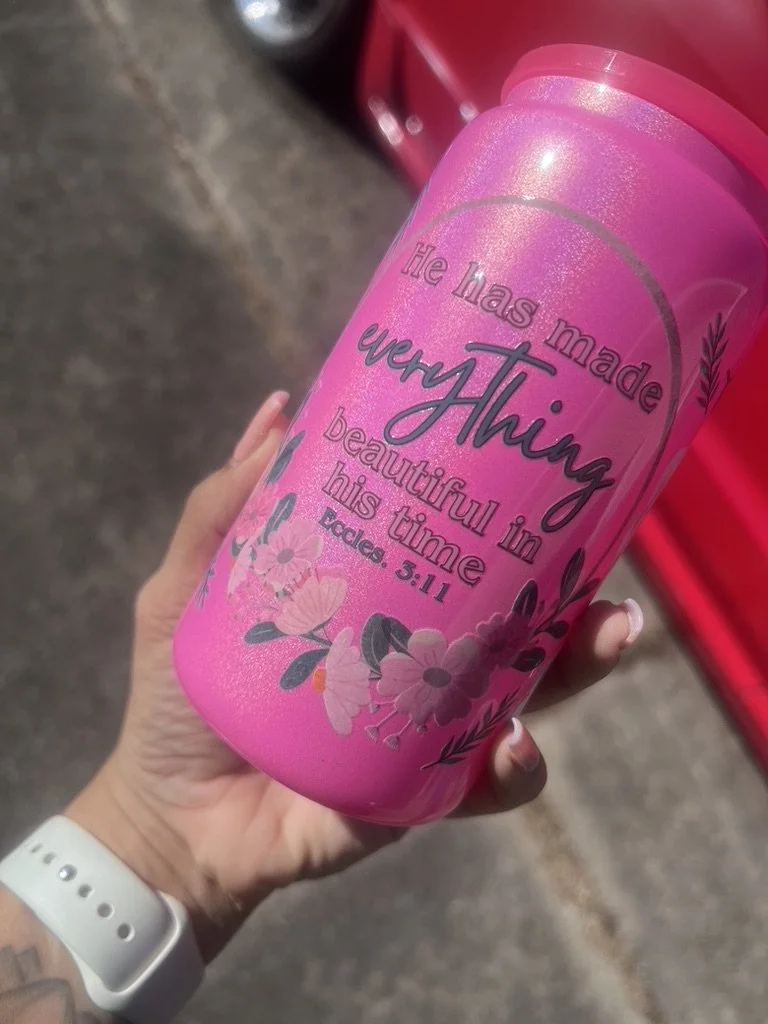 He has made
everything
beautiful in
his time
Eccles. 3:11